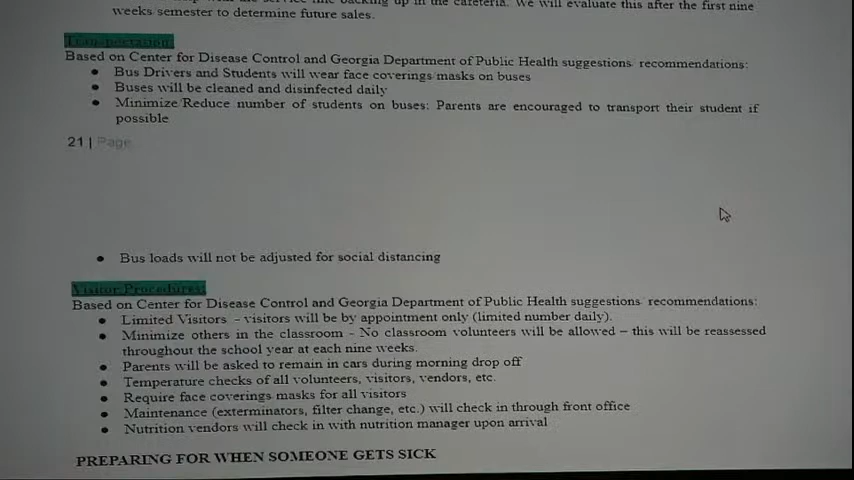 weeks semester to determine future sales.
Transportation:
Based on Center for Disease Control and Georgia Department of Public Health suggestions recommendations:
• Bus Drivers and Students will wear face coverings masks on buses
• Buses will be cleaned and disinfected daily
• Minimize/Reduce number of students on buses: Parents are encouraged to transport their student if
possible
21 | Page
• Bus loads will not be adjusted for social distancing
Visitor Procedures:
Based on Center for Disease Control and Georgia Department of Public Health suggestions recommendations:
• Limited Visitors – visitors will be by appointment only (limited number daily).
• Minimize others in the classroom - No classroom volunteers will be allowed – this will be reassessed
throughout the school year at each nine weeks.
• Parents will be asked to remain in cars during morning drop off
• Temperature checks of all volunteers, visitors, vendors, etc.
• Require face coverings masks for all visitors
• Maintenance (exterminators, filter change, etc.) will check in through front office
• Nutrition vendors will check in with nutrition manager upon arrival
PREPARING FOR WHEN SOMEONE GETS SICK